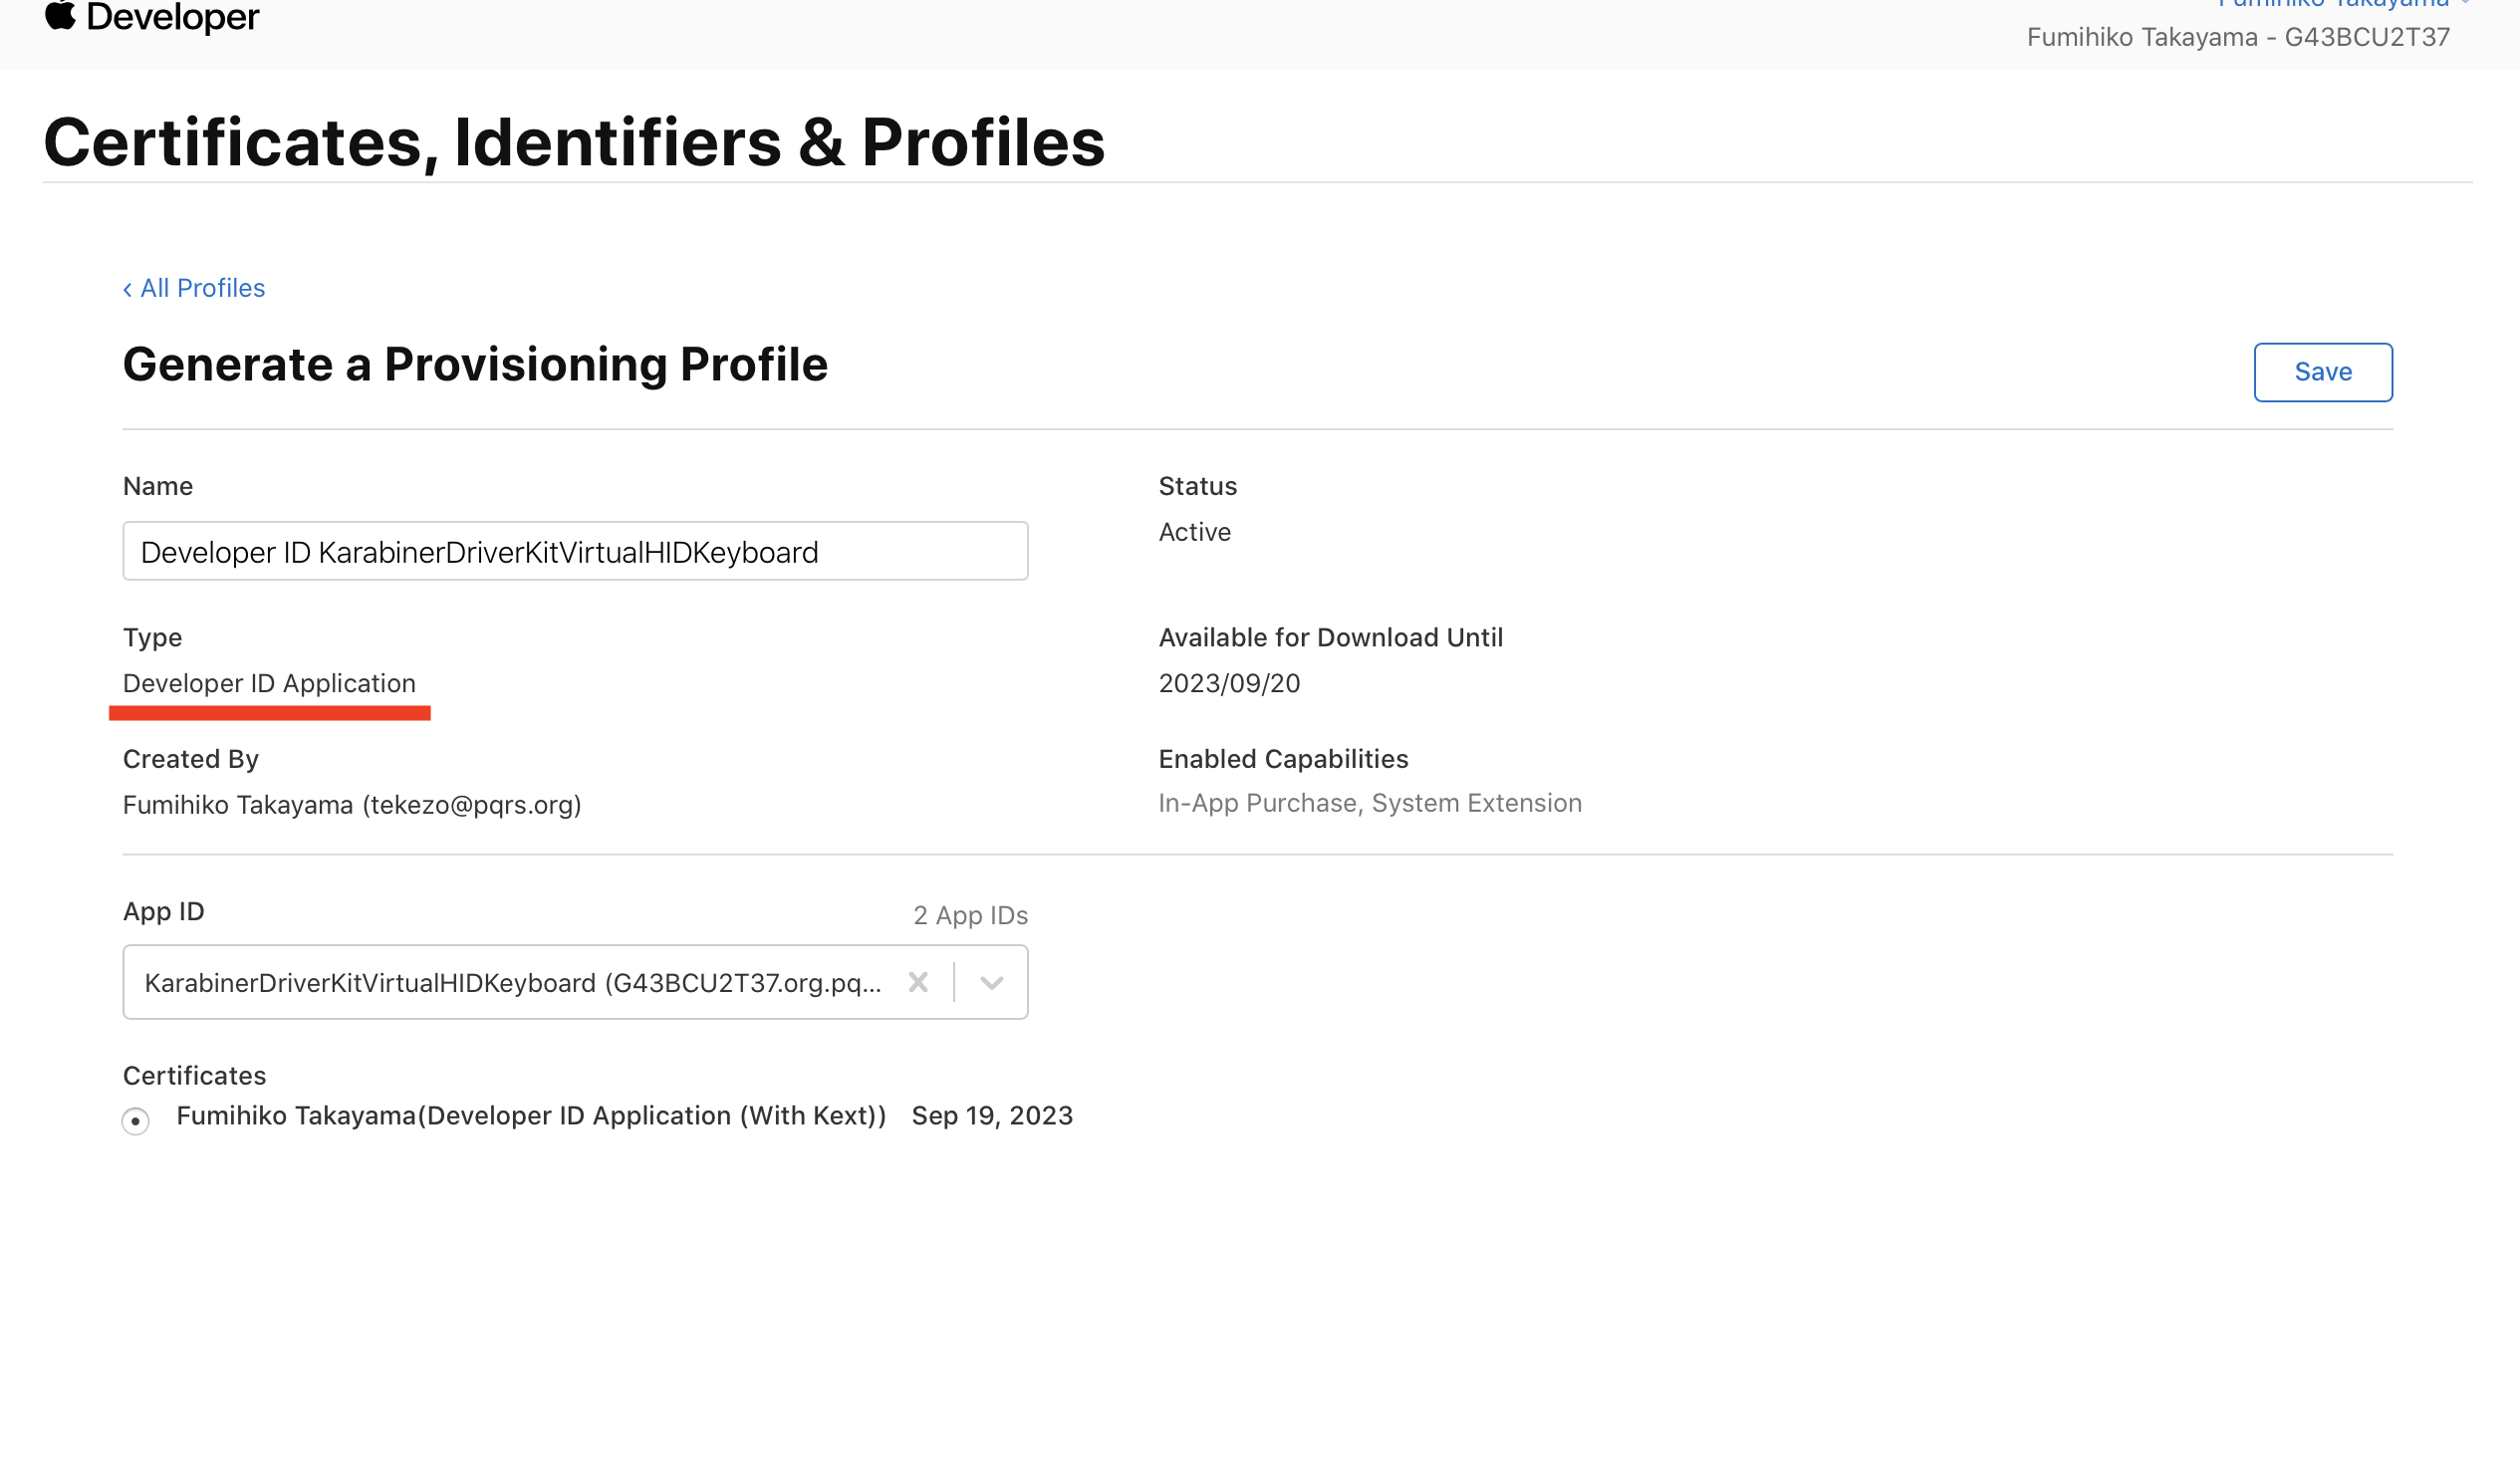 Developer
Fumihiko Takayama
Fumihiko Takayama - G43BCU2T37
Certificates, Identifiers & Profiles
‹ All Profiles
Generate a Provisioning Profile
Save
Name
Developer ID KarabinerDriverKitVirtualHIDKeyboard
Status
Active
Type
Developer ID Application
Available for Download Until
2023/09/20
Created By
Fumihiko Takayama (tekezo@pqrs.org)
Enabled Capabilities
In-App Purchase, System Extension
App ID
2 App IDs
KarabinerDriverKitVirtualHIDKeyboard (G43BCU2T37.org.pq...
Certificates
Fumihiko Takayama(Developer ID Application (With Kext)) Sep 19, 2023